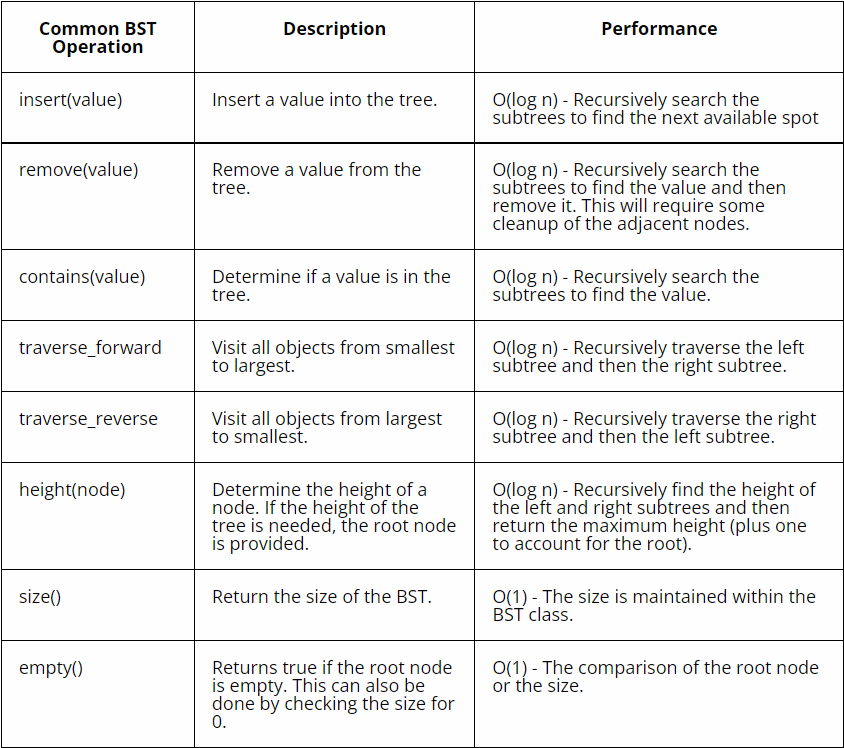 Common BST
Operation
Description
Performance
insert(value)
Insert a value into the tree.
O(log n) - Recursively search the
subtrees to find the next available spot
remove(value)
Remove a value from the
tree.
O(log n) - Recursively search the
subtrees to find the value and then
remove it. This will require some
cleanup of the adjacent nodes.
contains(value)
Determine if a value is in the
tree.
O(log n) - Recursively search the
subtrees to find the value.
traverse_forward
Visit all objects from smallest
to largest.
O(log n) - Recursively traverse the left
subtree and then the right subtree.
traverse_reverse
Visit all objects from largest
to smallest.
O(log n) - Recursively traverse the right
subtree and then the left subtree.
height(node)
Determine the height of a
node. If the height of the
tree is needed, the root node
is provided.
O(log n) - Recursively find the height of
the left and right subtrees and then
return the maximum height (plus one
to account for the root).
size()
Return the size of the BST.
O(1) - The size is maintained within the
BST class.
empty()
Returns true if the root node
is empty. This can also be
done by checking the size for
0.
O(1) - The comparison of the root node
or the size.